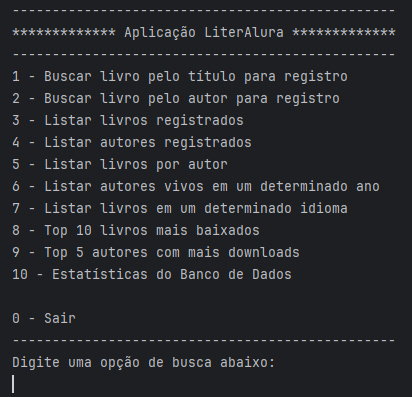 ------------------------------------------------
************* Aplicação LiterAlura *************
------------------------------------------------
1 - Buscar livro pelo título para registro
2 - Buscar livro pelo autor para registro
3 - Listar livros registrados
4 - Listar autores registrados
5 - Listar livros por autor
6 - Listar autores vivos em um determinado ano
7 - Listar livros em um determinado idioma
8 - Top 10 livros mais baixados
9 - Top 5 autores com mais downloads
10 - Estatísticas do Banco de Dados
0 - Sair
------------------------------------------------
Digite uma opção de busca abaixo: